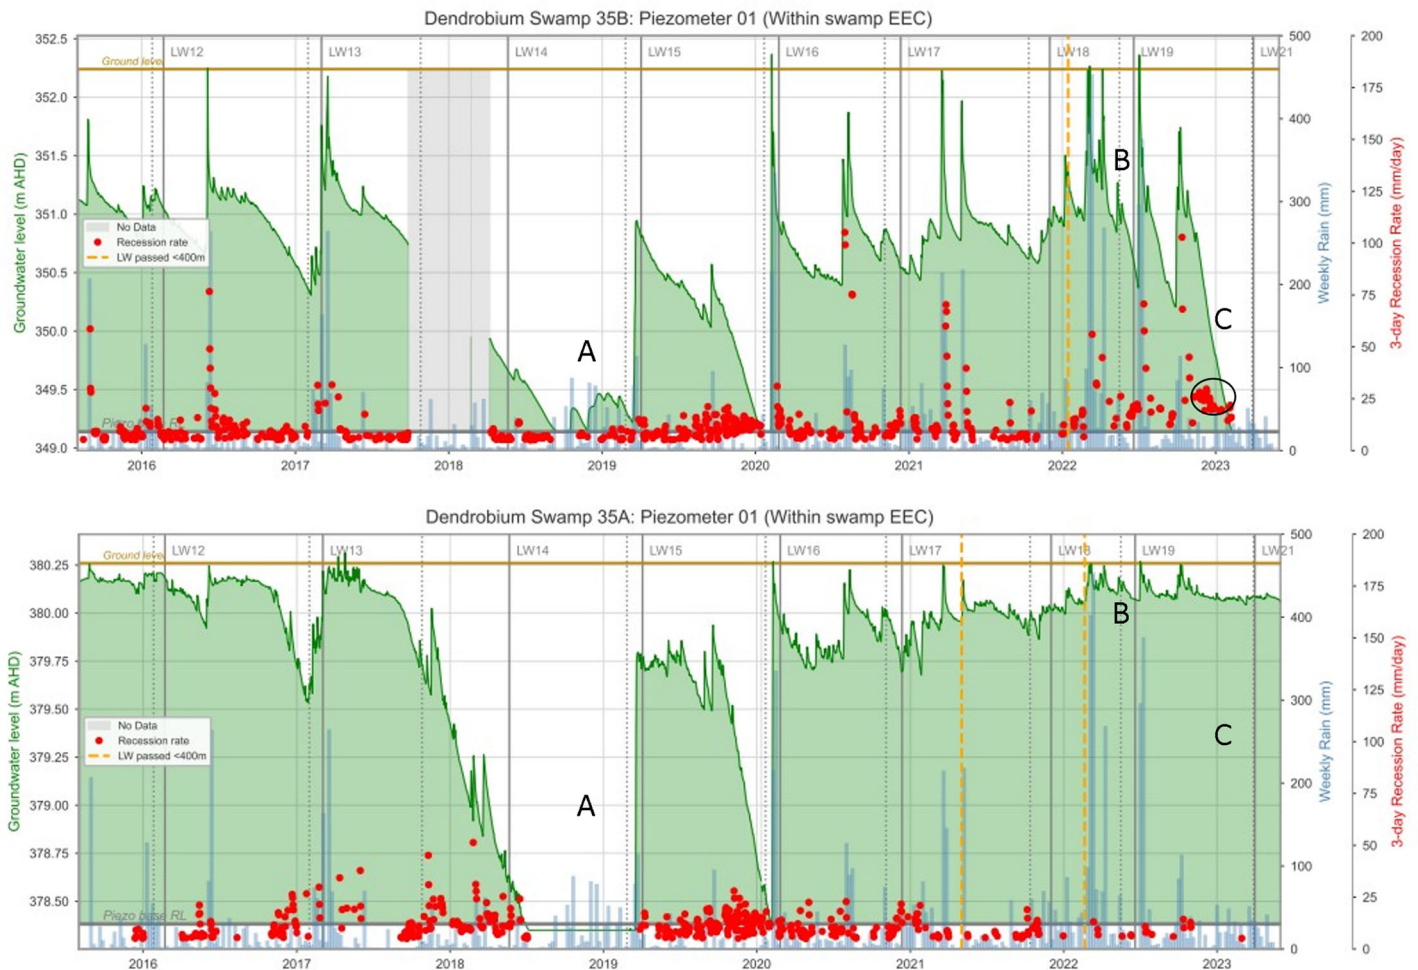 Dendrobium Swamp 35B: Piezometer 01 (Within swamp EEC)
LW12 LW13 LW14 LW15 LW16 LW17 LW18 LW19 LW21
Ground level
352.5
352.0
351.5
351.0
350.5
350.0
349.5
349.0
Groundwater level (m AHD)
No Data
Recession rate
LW passed <400m
A
B
C
2016 2017 2018 2019 2020 2021 2022 2023
500
400
300
200
100
0
Weekly Rain (mm)
200
175
150
125
100
75
50
25
0
3-day Recession Rate (mm/day)
Dendrobium Swamp 35A: Piezometer 01 (Within swamp EEC)
LW12 LW13 LW14 LW15 LW16 LW17 LW18 LW19 LW21
Ground level
380.25
380.00
379.75
379.50
379.25
379.00
378.75
378.50
Groundwater level (m AHD)
No Data
Recession rate
LW passed <400m
A
B
C
Piezo base RL
2016 2017 2018 2019 2020 2021 2022 2023
500
400
300
200
100
0
Weekly Rain (mm)
200
175
150
125
100
75
50
25
0
3-day Recession Rate (mm/day)